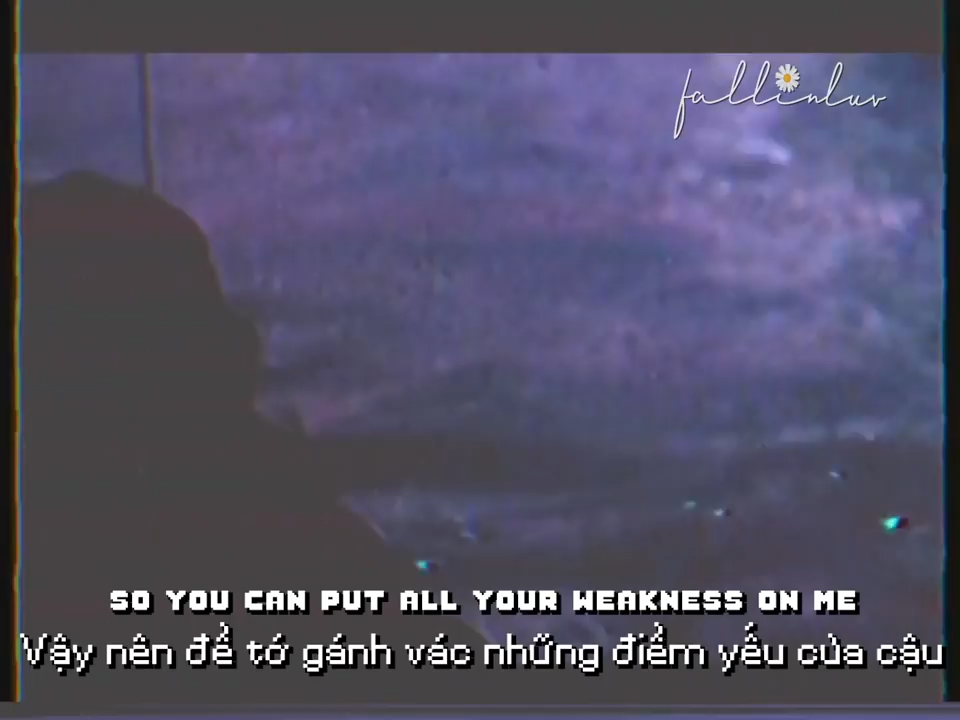 fallinluv
SO YOU CAN PUT ALL YOUR WEAKNESS ON ME
Vậy nên để tớ gánh vác những điểm yếu của cậu